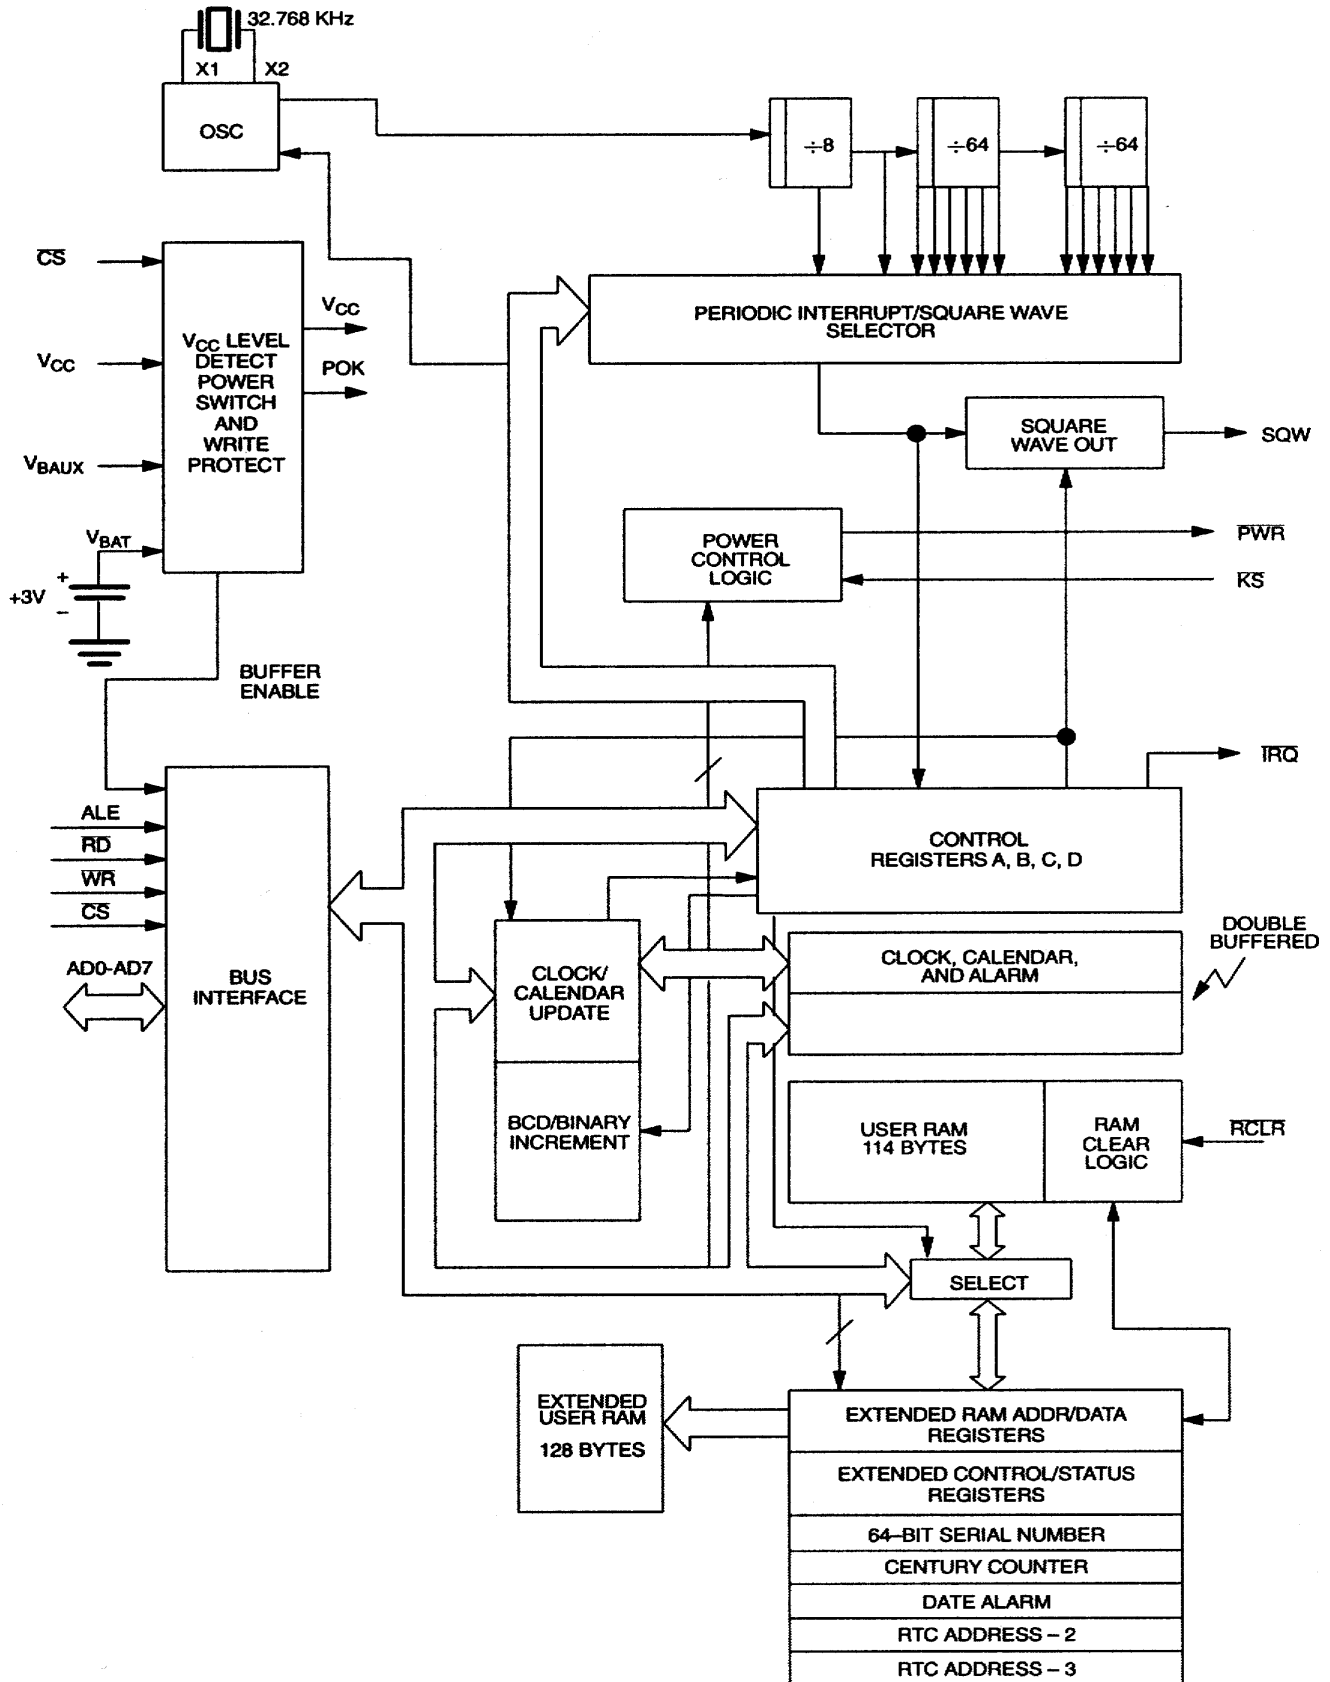 32.768 KHz
X1 X2
OSC
÷8
÷64
÷64
CS
VCC
VBAUX
VBAT
+3V
+
–
VCC LEVEL
DETECT
POWER
SWITCH
AND
WRITE
PROTECT
VCC
POK
PERIODIC INTERRUPT/SQUARE WAVE
SELECTOR
SQUARE
WAVE OUT
SQW
POWER
CONTROL
LOGIC
PWR
KS
BUFFER
ENABLE
IRQ
ALE
RD
WR
CS
AD0-AD7
BUS
INTERFACE
CONTROL
REGISTERS A, B, C, D
CLOCK/
CALENDAR
UPDATE
BCD/BINARY
INCREMENT
CLOCK, CALENDAR,
AND ALARM
DOUBLE
BUFFERED
USER RAM
114 BYTES
RAM
CLEAR
LOGIC
RCLR
SELECT
EXTENDED
USER RAM
128 BYTES
EXTENDED RAM ADDR/DATA
REGISTERS
EXTENDED CONTROL/STATUS
REGISTERS
64–BIT SERIAL NUMBER
CENTURY COUNTER
DATE ALARM
RTC ADDRESS – 2
RTC ADDRESS – 3